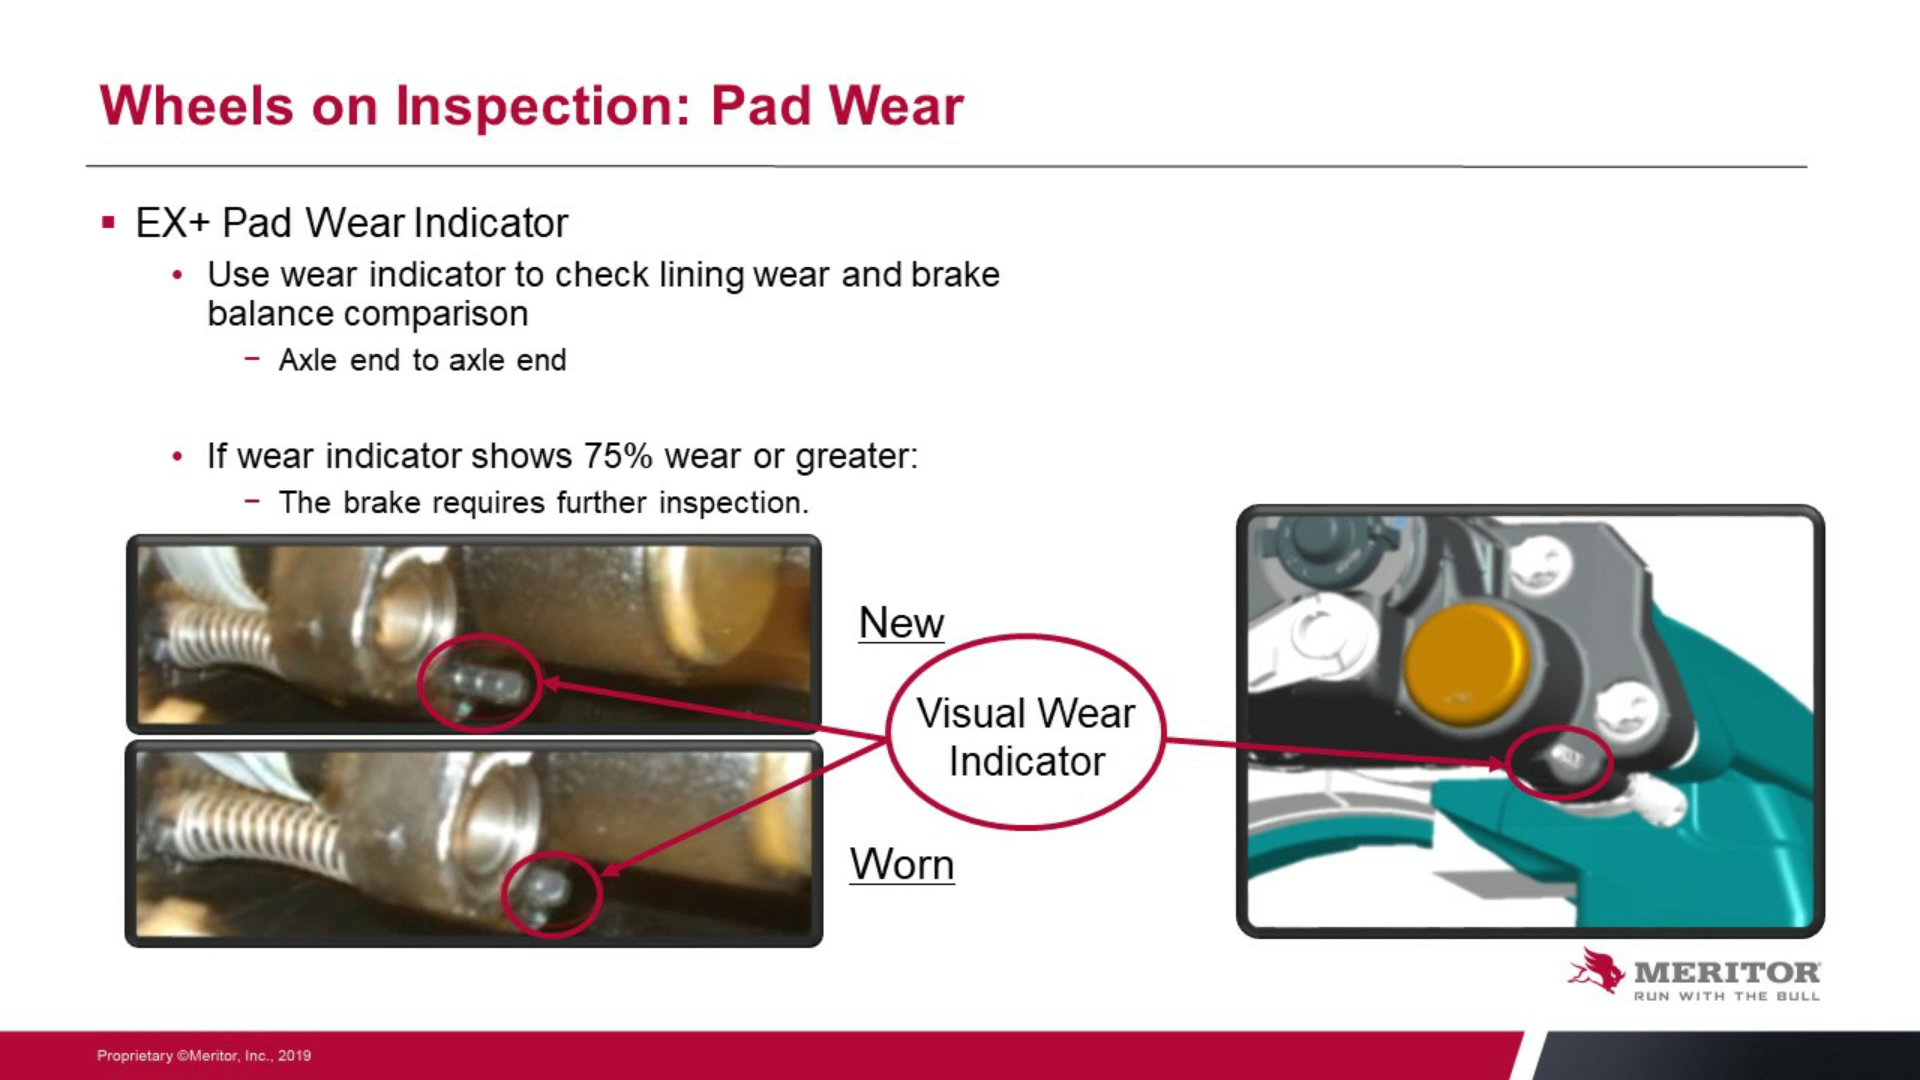 Wheels on Inspection: Pad Wear
EX+ Pad Wear Indicator
Use wear indicator to check lining wear and brake
balance comparison
Axle end to axle end
If wear indicator shows 75% wear or greater:
The brake requires further inspection.
New
Visual Wear
Indicator
Worn
MERITOR
RUN WITH THE BULL
Proprietary ©Meritor, Inc., 2019